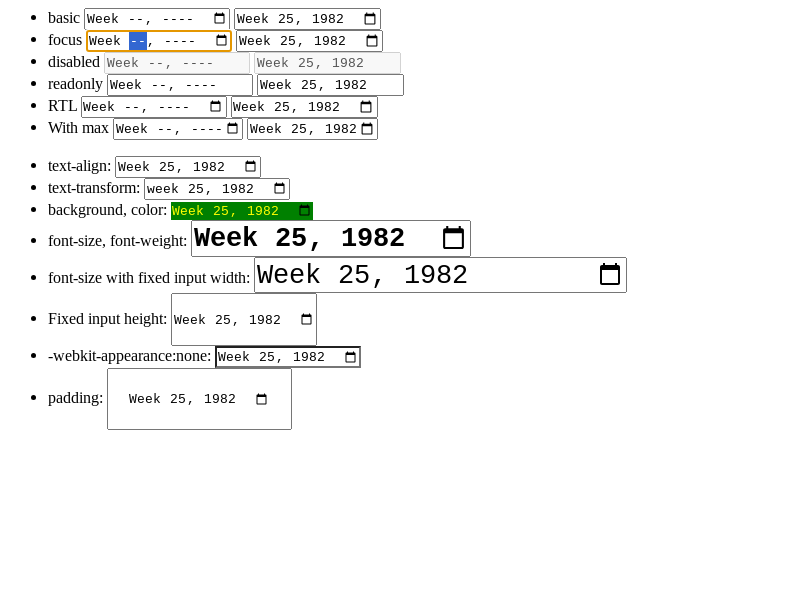 basic Week --, ---- Week 25, 1982
focus Week --, ---- Week 25, 1982
disabled Week --, ---- Week 25, 1982
readonly Week --, ---- Week 25, 1982
RTL Week --, ---- Week 25, 1982
With max Week --, ---- Week 25, 1982
text-align: Week 25, 1982
text-transform: week 25, 1982
background, color: Week 25, 1982
font-size, font-weight: Week 25, 1982
font-size with fixed input width: Week 25, 1982
Fixed input height: Week 25, 1982
-webkit-appearance:none: Week 25, 1982
padding: Week 25, 1982